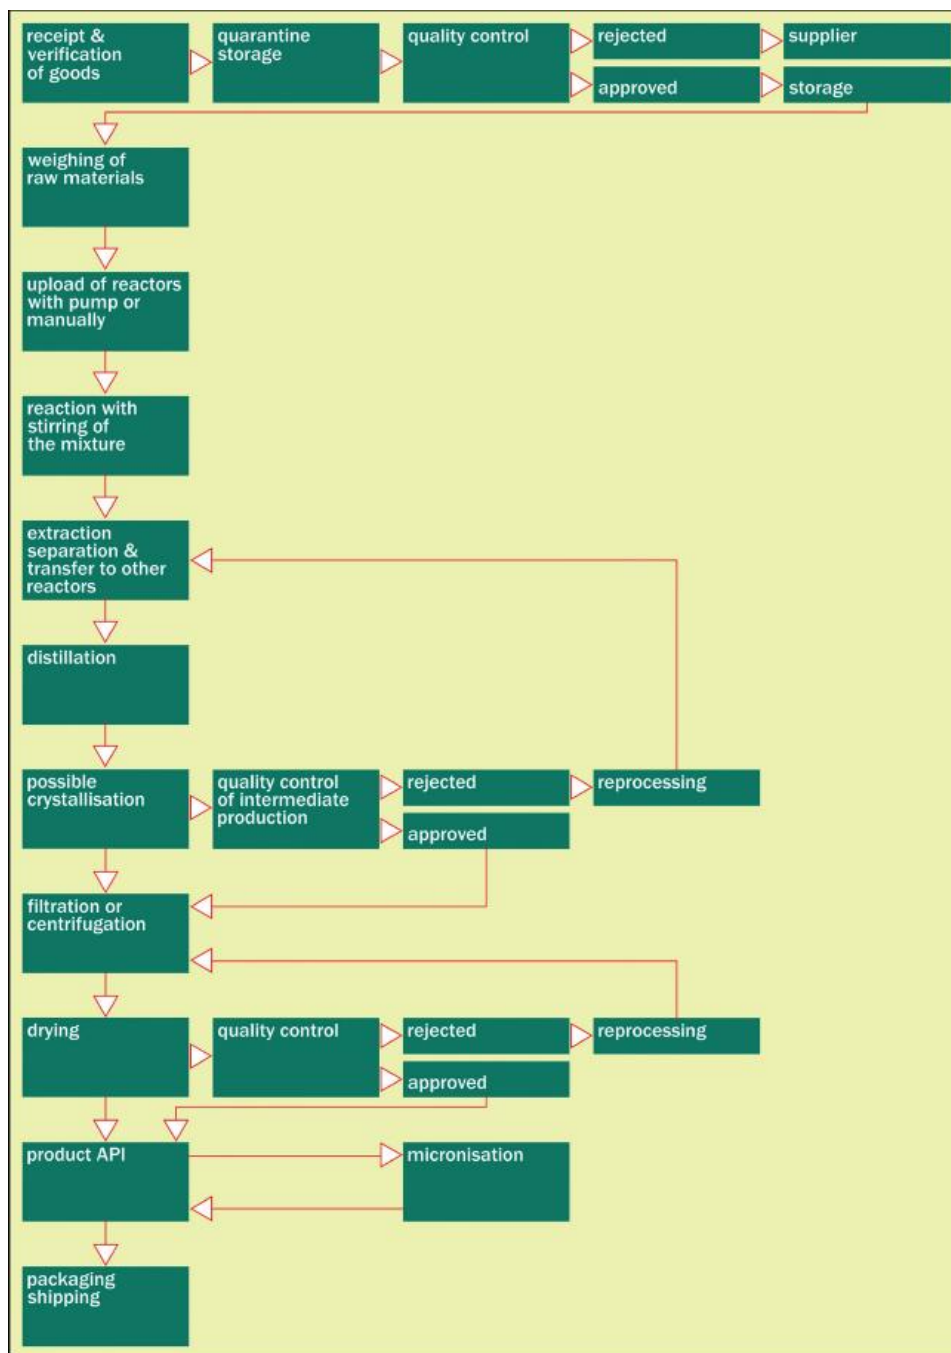 receipt &
verification
of goods
quarantine
storage
quality control
rejected
supplier
approved
storage
weighing of
raw materials
upload of reactors
with pump or
manually
reaction with
stirring of
the mixture
extraction
separation &
transfer to other
reactors
distillation
possible
crystallisation
quality control
of intermediate
production
rejected
reprocessing
approved
filtration or
centrifugation
drying
quality control
rejected
reprocessing
approved
product API
micronisation
packaging
shipping